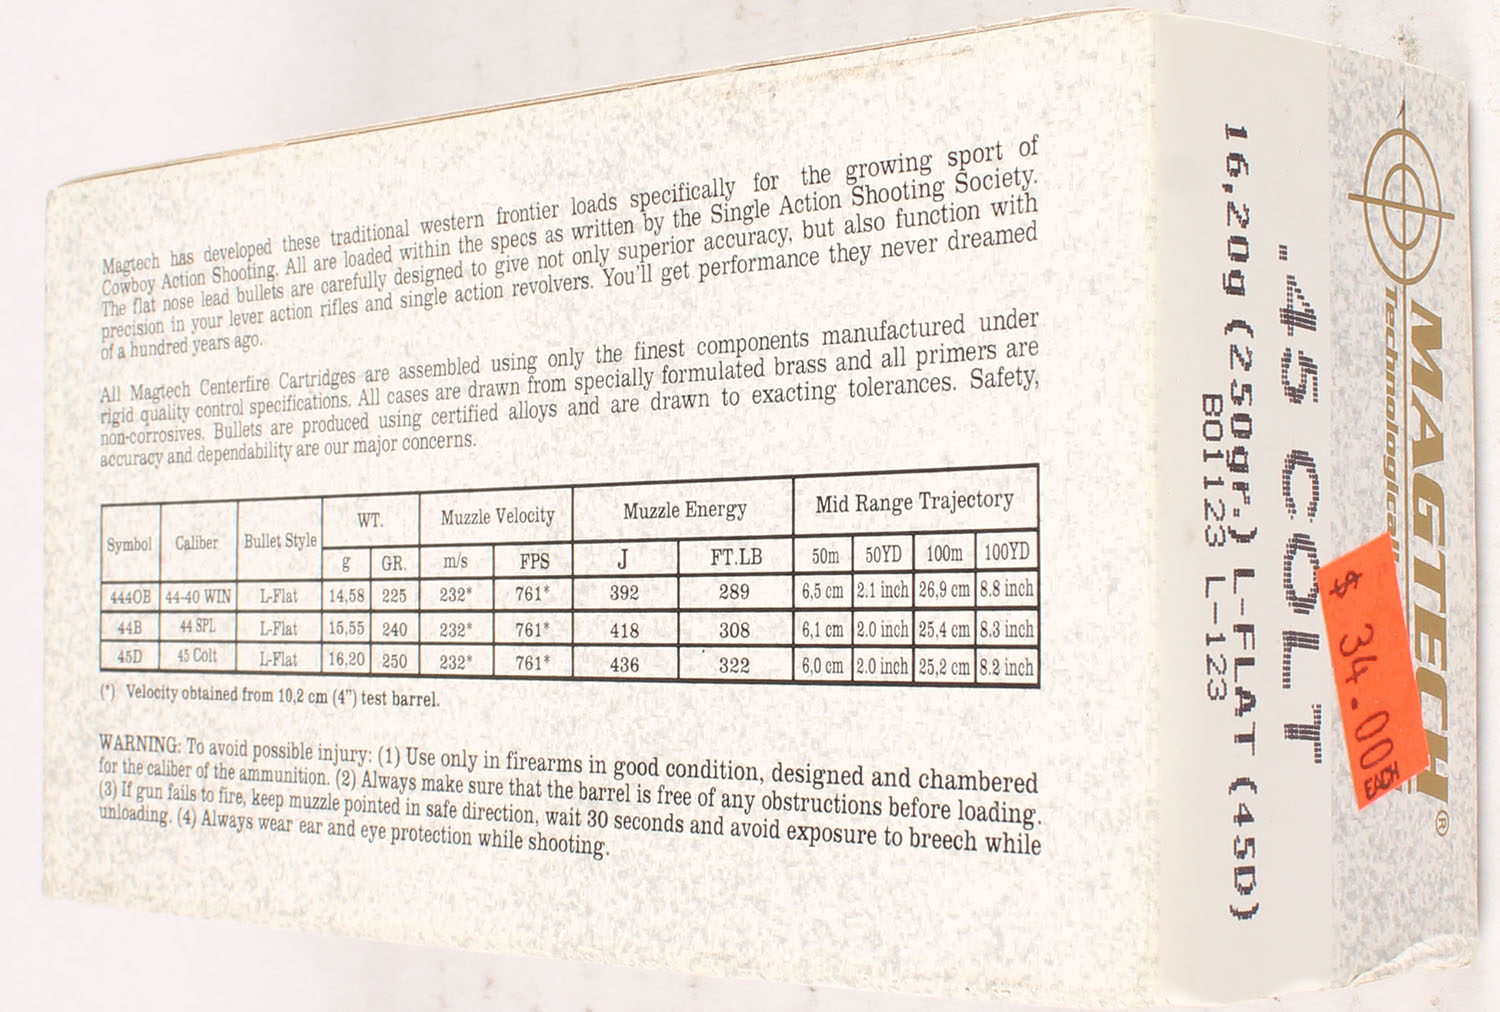 Magtech has developed these traditional western frontier loads specifically for the growing sport of
Cowboy Action Shooting. All are loaded within the specs as written by the Single Action Shooting Society.
The flat nose lead bullets are carefully designed to give not only superior accuracy, but also function with
precision in your lever action rifles and single action revolvers. You'll get performance they never dreamed
of a hundred years ago.
All Magtech Centerfire Cartridges are assembled using only the finest components manufactured under
rigid quality control specifications. All cases are drawn from specially formulated brass and all primers are
non-corrosives. Bullets are produced using certified alloys and are drawn to exacting tolerances. Safety,
accuracy and dependability are our major concerns.
Symbol Caliber Bullet Style WT. Muzzle Velocity Muzzle Energy Mid Range Trajectory
g GR. m/s FPS J FT.LB 50m 50YD 100m 100YD
4440B 44-40 WIN L-Flat 14,58 225 232* 761* 392 289 6,5 cm 2.1 inch 26,9 cm 8.8 inch
44B 44 SPL L-Flat 15,55 240 232* 761* 418 308 6,1 cm 2.0 inch 25,4 cm 8.3 inch
45D 45 Colt L-Flat 16,20 250 232* 761* 436 322 6,0 cm 2.0 inch 25,2 cm 8.2 inch
(*) Velocity obtained from 10,2 cm (4") test barrel.
WARNING: To avoid possible injury: (1) Use only in firearms in good condition, designed and chambered
for the caliber of the ammunition. (2) Always make sure that the barrel is free of any obstructions before loading.
(3) If gun fails to fire, keep muzzle pointed in safe direction, wait 30 seconds and avoid exposure to breech while
unloading. (4) Always wear ear and eye protection while shooting.
MAGTECH®
.45 COLT
16,20g (250gr.) L-FLAT (45D)
B01123 L-123
$34.00
EACH